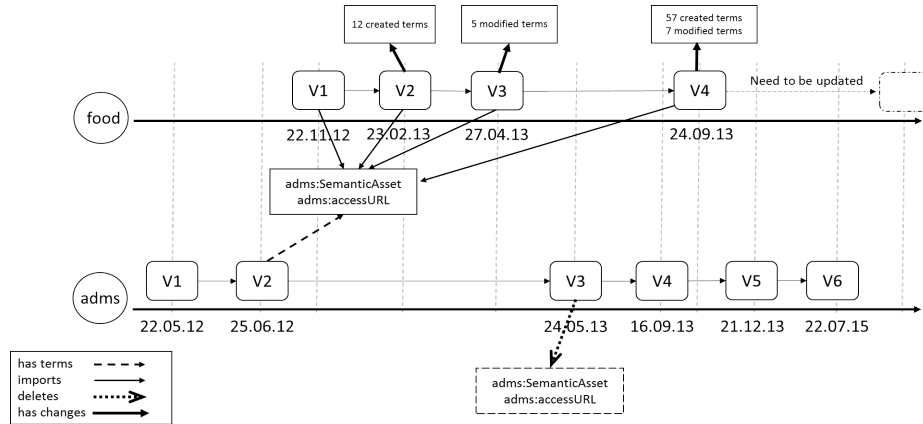 12 created terms
5 modified terms
57 created terms
7 modified terms
V1
V2
V3
V4
Need to be updated
food
22.11.12
23.02.13
27.04.13
24.09.13
adms:SemanticAsset
adms:accessURL
V1
V2
V3
V4
V5
V6
adms
22.05.12
25.06.12
24.05.13
16.09.13
21.12.13
22.07.15
has terms
imports
deletes
has changes
adms:SemanticAsset
adms:accessURL